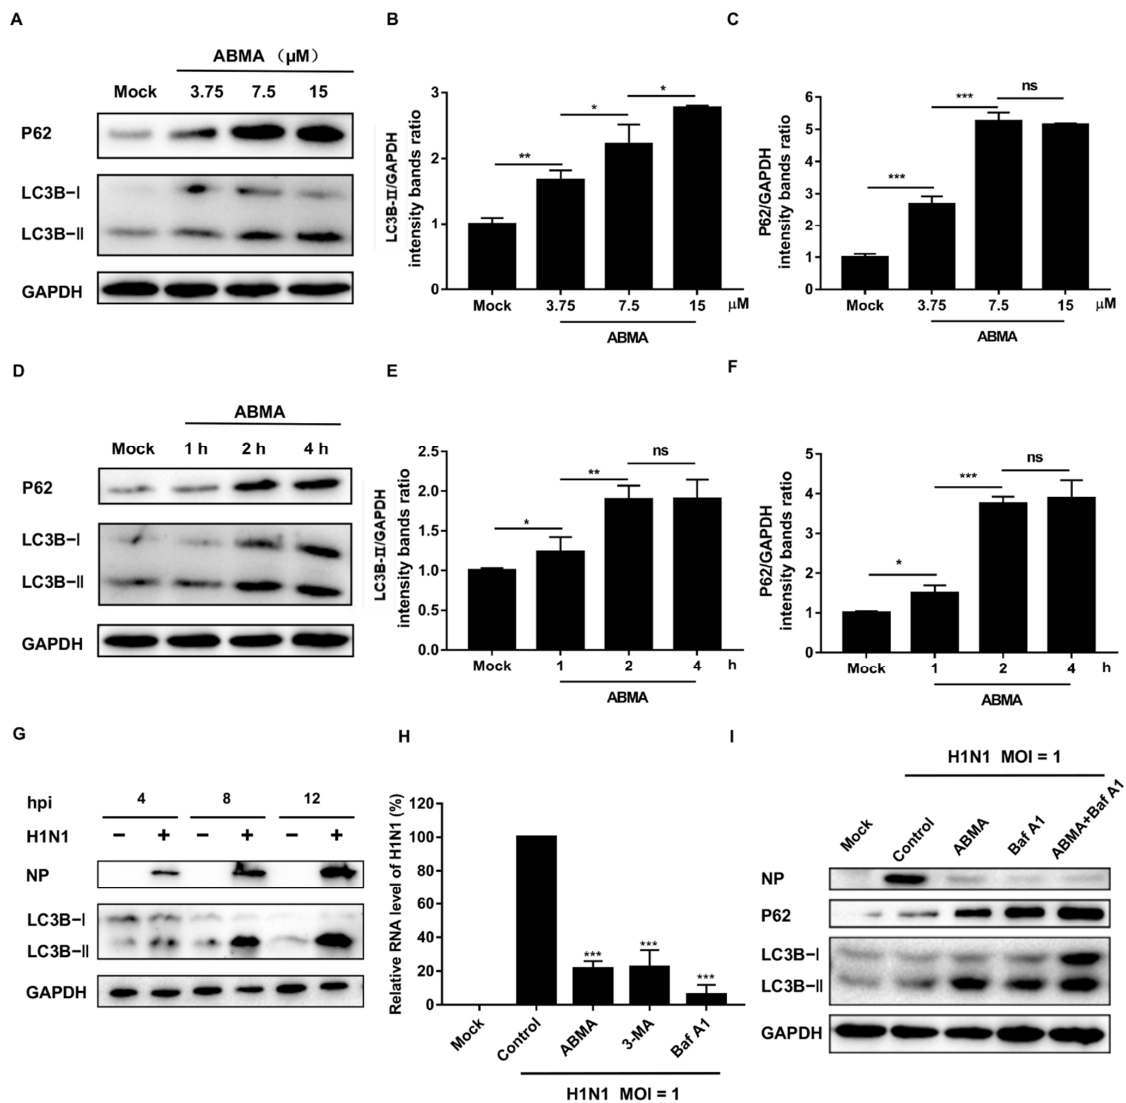 A
ABMA （μM）
Mock 3.75 7.5 15
P62
LC3B-I
LC3B-II
GAPDH
B
LC3B-II/GAPDH
intensity bands ratio
3
2
1
0
**
*
*
Mock 3.75 7.5 15 μM
ABMA
C
P62/GAPDH
intensity bands ratio
6
5
4
3
2
1
0
***
***
ns
Mock 3.75 7.5 15 μM
ABMA
D
ABMA
Mock 1 h 2 h 4 h
P62
LC3B-I
LC3B-II
GAPDH
E
LC3B-II/GAPDH
intensity bands ratio
2.5
2.0
1.5
1.0
0.5
0.0
*
**
ns
Mock 1 2 4 h
ABMA
F
P62/GAPDH
intensity bands ratio
5
4
3
2
1
0
*
***
ns
Mock 1 2 4 h
ABMA
G
hpi 4 8 12
H1N1 − + − + − +
NP
LC3B-I
LC3B-II
GAPDH
H
Relative RNA level of H1N1 (%)
120
100
80
60
40
20
0
***
***
***
Mock
Control
ABMA
3-MA
Baf A1
H1N1 MOI = 1
I
H1N1 MOI = 1
Mock
Control
ABMA
Baf A1
ABMA+Baf A1
NP
P62
LC3B-I
LC3B-II
GAPDH